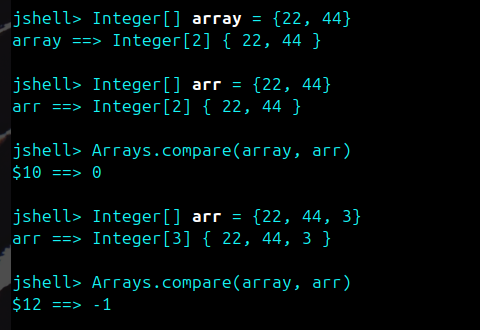 jshell> Integer[] array = {22, 44}
array ==> Integer[2] { 22, 44 }
jshell> Integer[] arr = {22, 44}
arr ==> Integer[2] { 22, 44 }
jshell> Arrays.compare(array, arr)
$10 ==> 0
jshell> Integer[] arr = {22, 44, 3}
arr ==> Integer[3] { 22, 44, 3 }
jshell> Arrays.compare(array, arr)
$12 ==> -1